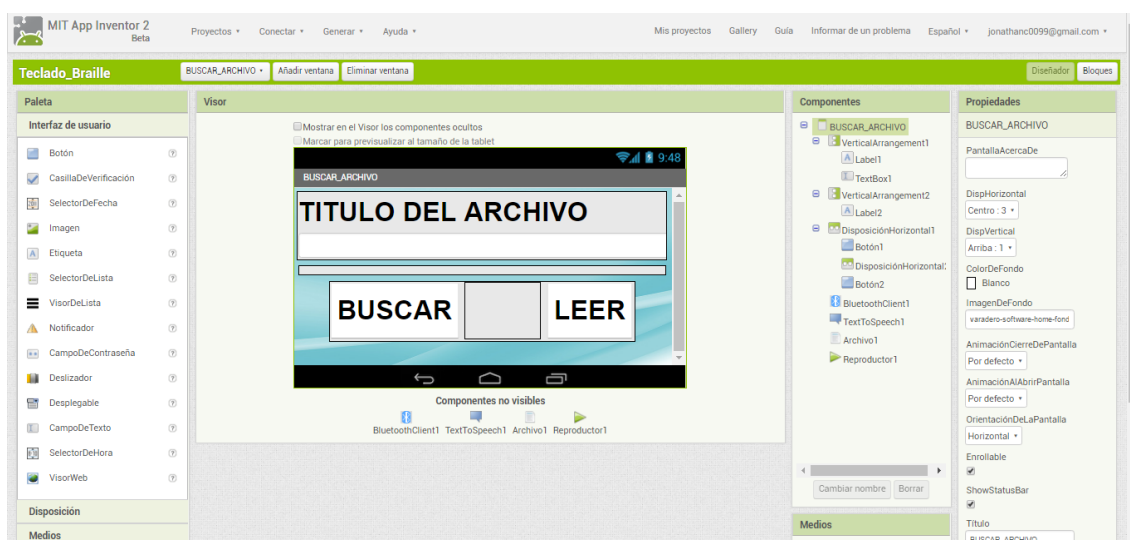 MIT App Inventor 2
Beta
Proyectos Conectar Generar Ayuda
Mis proyectos Gallery Guía Informar de un problema Español jonathanc0099@gmail.com
Teclado_Braille
BUSCAR_ARCHIVO Añadir ventana Eliminar ventana
Diseñador Bloques
Paleta
Interfaz de usuario
Botón
CasillaDeVerificación
SelectorDeFecha
Imagen
Etiqueta
SelectorDeLista
VisorDeLista
Notificador
CampoDeContraseña
Deslizador
Desplegable
CampoDeTexto
SelectorDeHora
VisorWeb
Disposición
Medios
Visor
Mostrar en el Visor los componentes ocultos
Marcar para previsualizar al tamaño de la tablet
9:48
BUSCAR_ARCHIVO
TITULO DEL ARCHIVO
BUSCAR LEER
Componentes no visibles
BluetoothClient1 TextToSpeech1 Archivo1 Reproductor1
Componentes
BUSCAR_ARCHIVO
VerticalArrangement1
Label1
TextBox1
VerticalArrangement2
Label2
DisposiciónHorizontal1
Botón1
DisposiciónHorizontal
Botón2
BluetoothClient1
TextToSpeech1
Archivo1
Reproductor1
Cambiar nombre Borrar
Medios
Propiedades
BUSCAR_ARCHIVO
PantallaAcercaDe
DispHorizontal
Centro : 3
DispVertical
Arriba : 1
ColorDeFondo
Blanco
ImagenDeFondo
varadero-software-home-fond
AnimaciónCierreDePantalla
Por defecto
AnimaciónAlAbrirPantalla
Por defecto
OrientaciónDeLaPantalla
Horizontal
Enrollable
ShowStatusBar
Título
BUSCAR_ARCHIVO